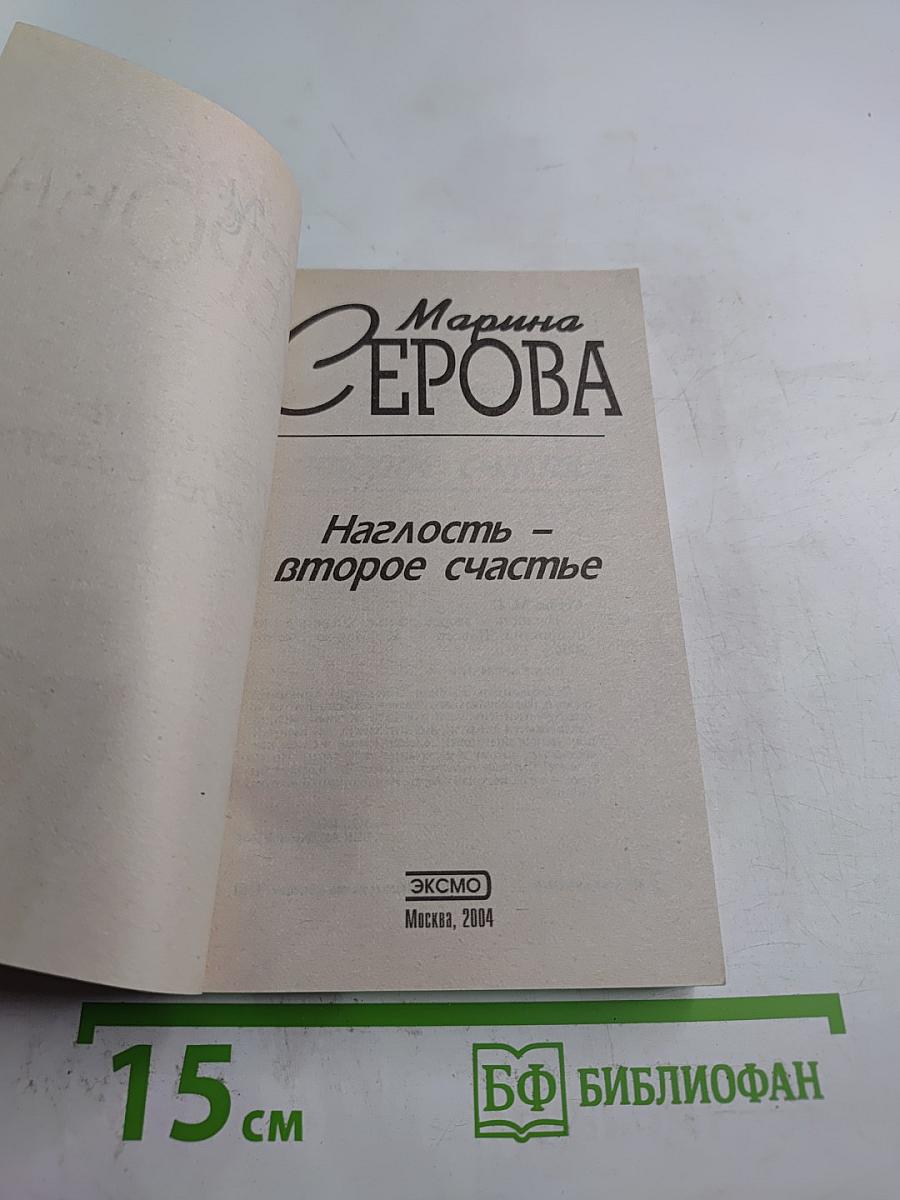 Марина
СЕРОВА
Наглость –
второе счастье
ЭКСМО
Москва, 2004
15 см
БФ БИБЛИОФАН